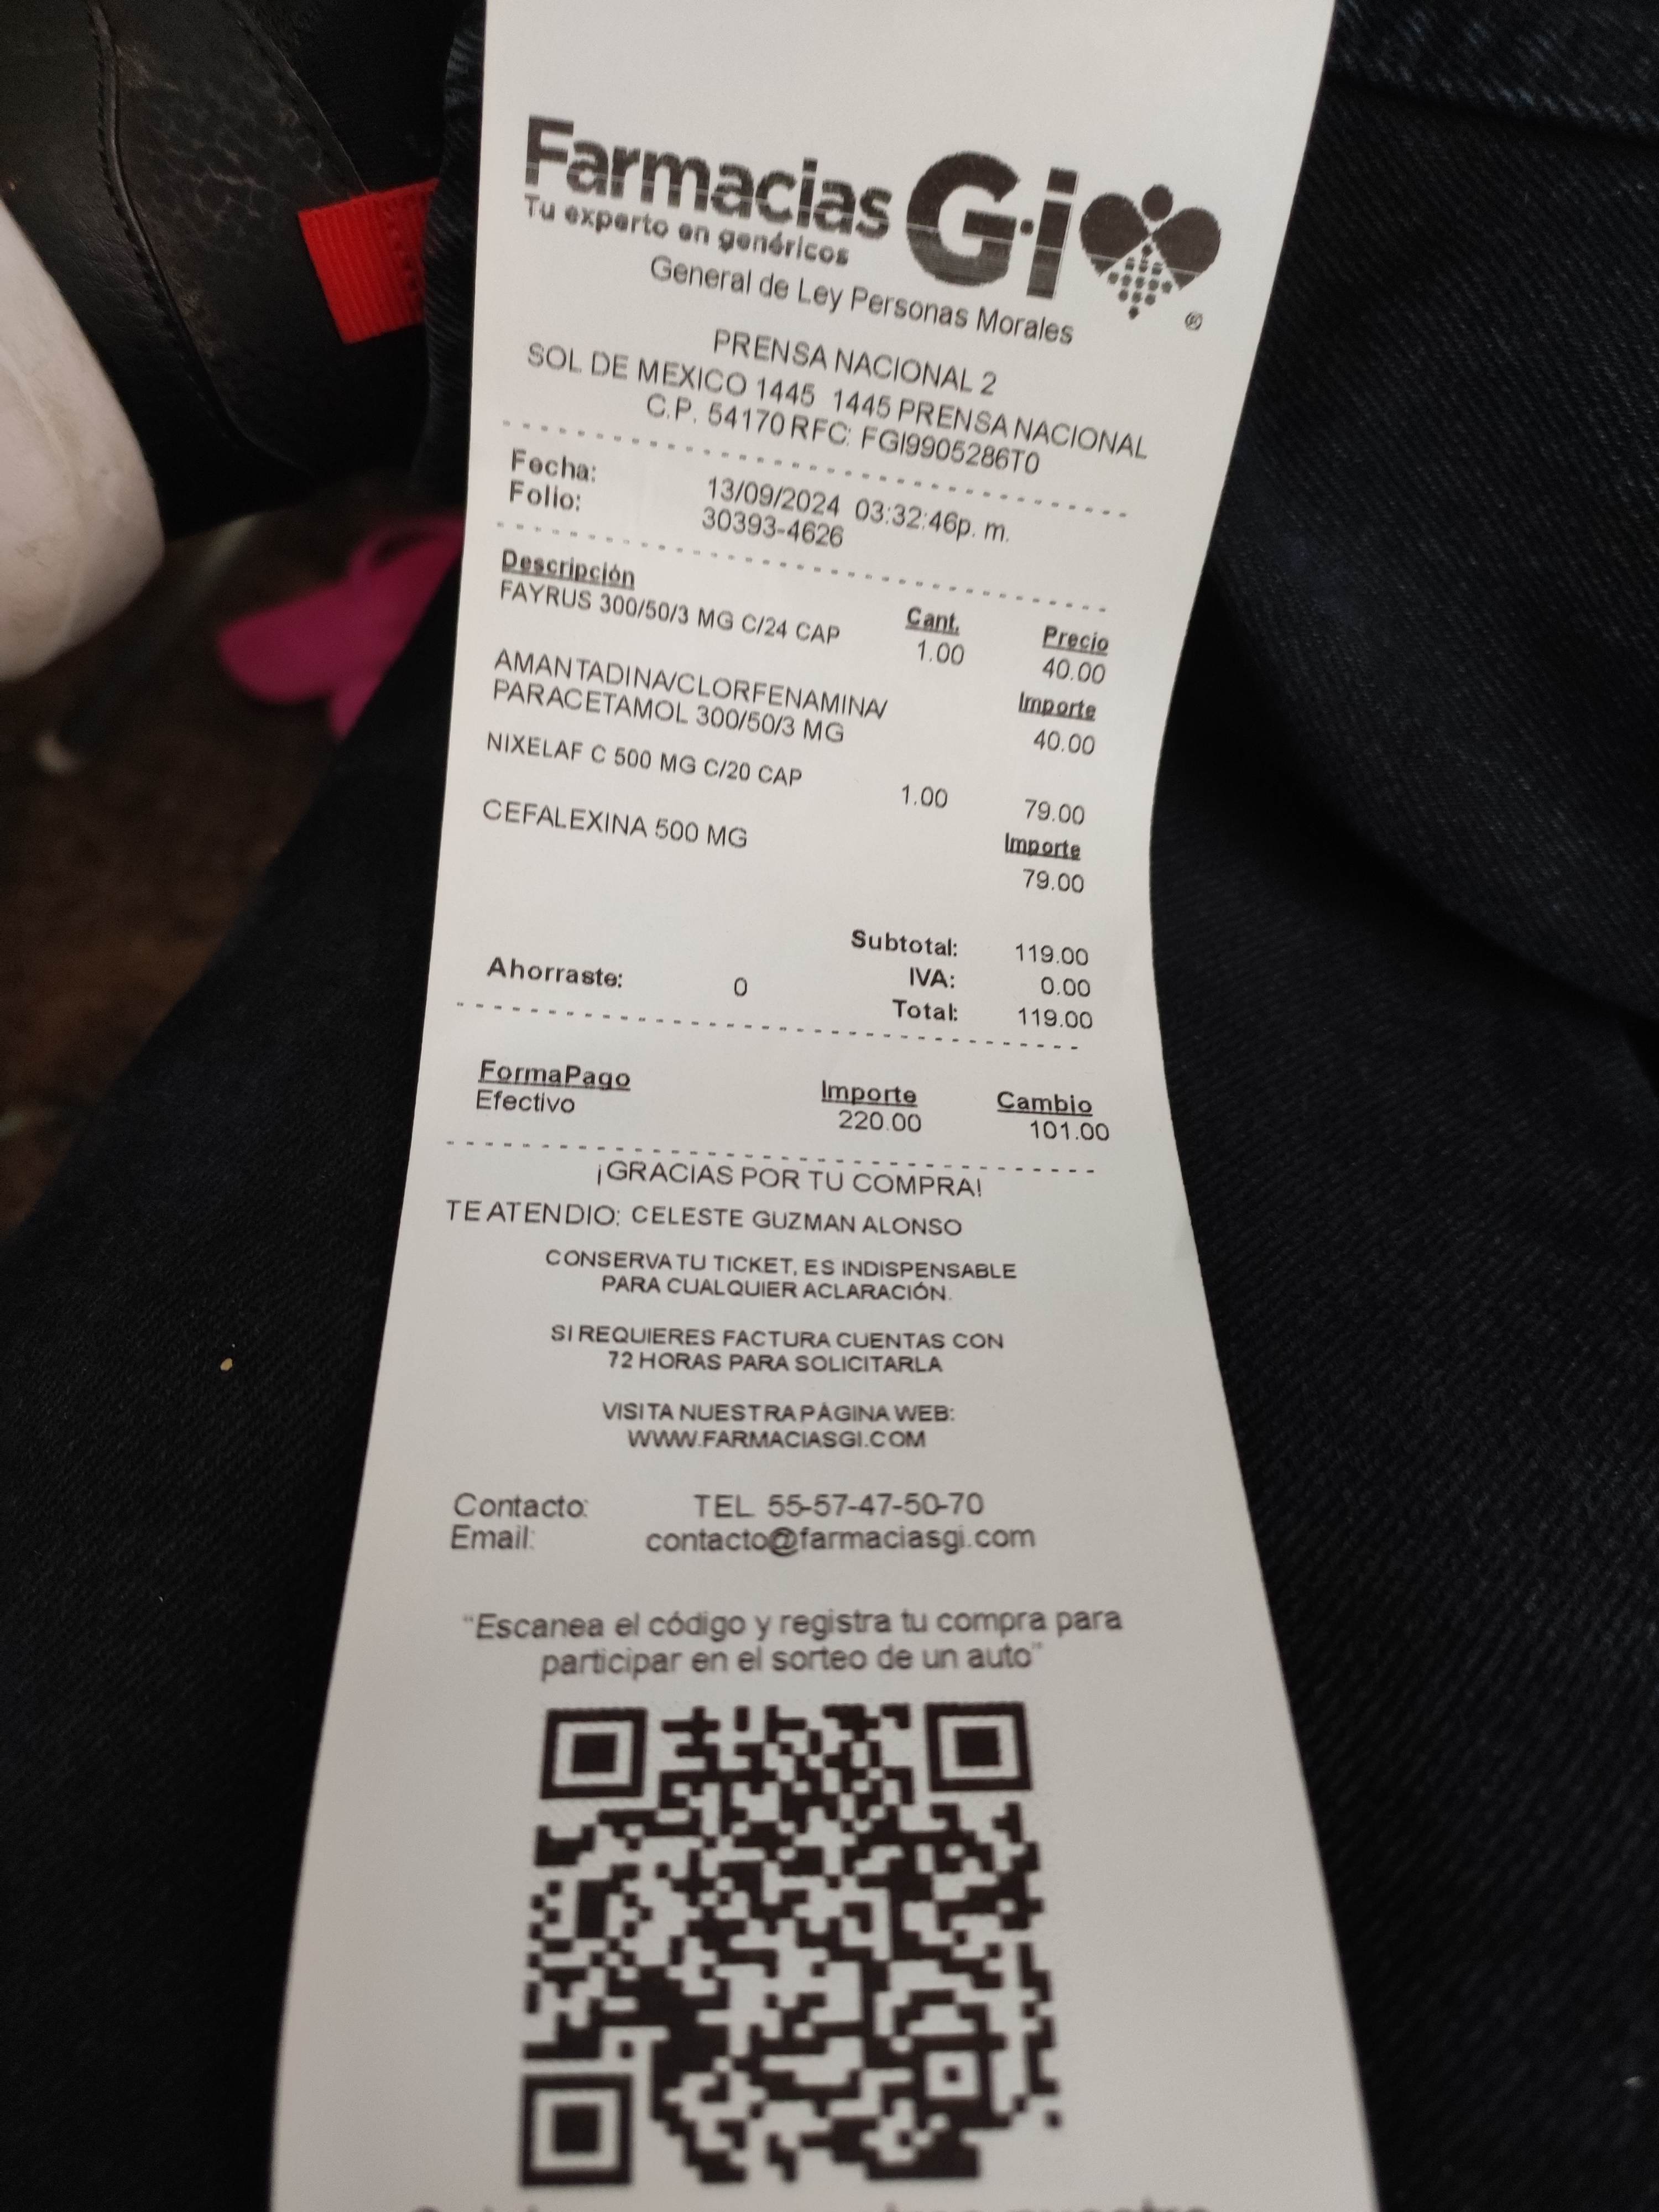 Farmacias G·i ®
Tu experto en genéricos
General de Ley Personas Morales
PRENSA NACIONAL 2
SOL DE MEXICO 1445 1445 PRENSA NACIONAL
C.P. 54170 RFC: FGI9905286T0
Fecha: 13/09/2024 03:32:46p. m.
Folio: 30393-4626
Descripción Cant. Precio
FAYRUS 300/50/3 MG C/24 CAP 1.00 40.00
AMANTADINA/CLORFENAMINA/ Importe
PARACETAMOL 300/50/3 MG 40.00
NIXELAF C 500 MG C/20 CAP 1.00 79.00
CEFALEXINA 500 MG Importe
79.00
Subtotal: 119.00
Ahorraste: 0 IVA: 0.00
Total: 119.00
FormaPago Importe Cambio
Efectivo 220.00 101.00
¡GRACIAS POR TU COMPRA!
TE ATENDIO: CELESTE GUZMAN ALONSO
CONSERVA TU TICKET, ES INDISPENSABLE
PARA CUALQUIER ACLARACIÓN.
SI REQUIERES FACTURA CUENTAS CON
72 HORAS PARA SOLICITARLA
VISITA NUESTRA PÁGINA WEB:
WWW.FARMACIASGI.COM
Contacto: TEL. 55-57-47-50-70
Email: contacto@farmaciasgi.com
"Escanea el código y registra tu compra para
participar en el sorteo de un auto"